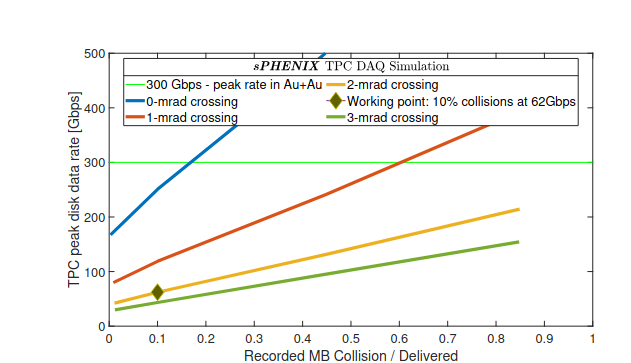 sPHENIX TPC DAQ Simulation
300 Gbps - peak rate in Au+Au
2-mrad crossing
0-mrad crossing
Working point: 10% collisions at 62Gbps
1-mrad crossing
3-mrad crossing
TPC peak disk data rate [Gbps]
500
400
300
200
100
0
0 0.1 0.2 0.3 0.4 0.5 0.6 0.7 0.8 0.9 1
Recorded MB Collision / Delivered